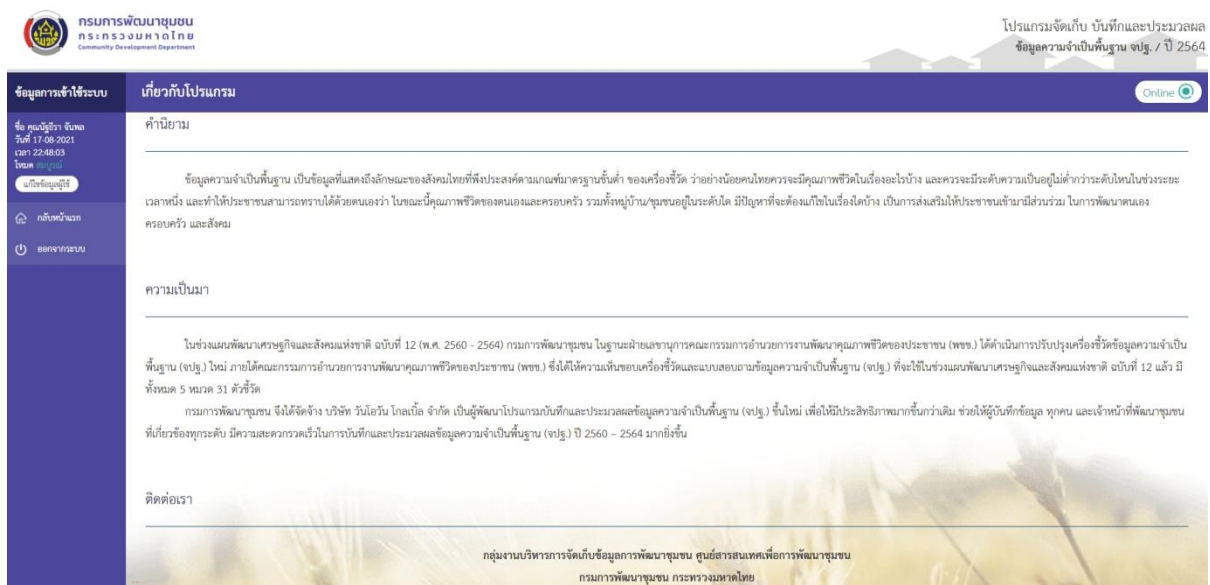 กรมการพัฒนาชุมชน
กระทรวงมหาดไทย
Community Development Department
โปรแกรมจัดเก็บ บันทึกและประมวลผล
ข้อมูลความจำเป็นพื้นฐาน จปฐ. / ปี 2564
ข้อมูลการเข้าใช้ระบบ
เกี่ยวกับโปรแกรม
Online
ชื่อ คุณณัฐธีรา จันพล
วันที่ 17-08-2021
เวลา 22:48:03
โหมด สมบูรณ์
แก้ไขข้อมูลผู้ใช้
กลับหน้าแรก
ออกจากระบบ
คำนิยาม
ข้อมูลความจำเป็นพื้นฐาน เป็นข้อมูลที่แสดงถึงลักษณะของสังคมไทยที่พึงประสงค์ตามเกณฑ์มาตรฐานขั้นต่ำ ของเครื่องชี้วัด ว่าอย่างน้อยคนไทยควรจะมีคุณภาพชีวิตในเรื่องอะไรบ้าง และควรจะมีระดับความเป็นอยู่ไม่ต่ำกว่าระดับไหนในช่วงระยะ
เวลาหนึ่ง และทำให้ประชาชนสามารถทราบได้ด้วยตนเองว่า ในขณะนี้คุณภาพชีวิตของตนเองและครอบครัว รวมทั้งหมู่บ้าน/ชุมชนอยู่ในระดับใด มีปัญหาที่จะต้องแก้ไขในเรื่องใดบ้าง เป็นการส่งเสริมให้ประชาชนเข้ามามีส่วนร่วม ในการพัฒนาตนเอง
ครอบครัว และสังคม
ความเป็นมา
ในช่วงแผนพัฒนาเศรษฐกิจและสังคมแห่งชาติ ฉบับที่ 12 (พ.ศ. 2560 - 2564) กรมการพัฒนาชุมชน ในฐานะฝ่ายเลขานุการคณะกรรมการอำนวยการงานพัฒนาคุณภาพชีวิตของประชาชน (พชช.) ได้ดำเนินการปรับปรุงเครื่องชี้วัดข้อมูลความจำเป็น
พื้นฐาน (จปฐ.) ใหม่ ภายใต้คณะกรรมการอำนวยการงานพัฒนาคุณภาพชีวิตของประชาชน (พชช.) ซึ่งได้ให้ความเห็นชอบเครื่องชี้วัดและแบบสอบถามข้อมูลความจำเป็นพื้นฐาน (จปฐ.) ที่จะใช้ในช่วงแผนพัฒนาเศรษฐกิจและสังคมแห่งชาติ ฉบับที่ 12 แล้ว มี
ทั้งหมด 5 หมวด 31 ตัวชี้วัด
กรมการพัฒนาชุมชน จึงได้จัดจ้าง บริษัท วันโอวัน โกลเบิ้ล จำกัด เป็นผู้พัฒนาโปรแกรมบันทึกและประมวลผลข้อมูลความจำเป็นพื้นฐาน (จปฐ.) ขึ้นใหม่ เพื่อให้มีประสิทธิภาพมากขึ้นกว่าเดิม ช่วยให้ผู้บันทึกข้อมูล ทุกคน และเจ้าหน้าที่พัฒนาชุมชน
ที่เกี่ยวข้องทุกระดับ มีความสะดวกรวดเร็วในการบันทึกและประมวลผลข้อมูลความจำเป็นพื้นฐาน (จปฐ.) ปี 2560 – 2564 มากยิ่งขึ้น
ติดต่อเรา
กลุ่มงานบริหารการจัดเก็บข้อมูลการพัฒนาชุมชน ศูนย์สารสนเทศเพื่อการพัฒนาชุมชน
กรมการพัฒนาชุมชน กระทรวงมหาดไทย